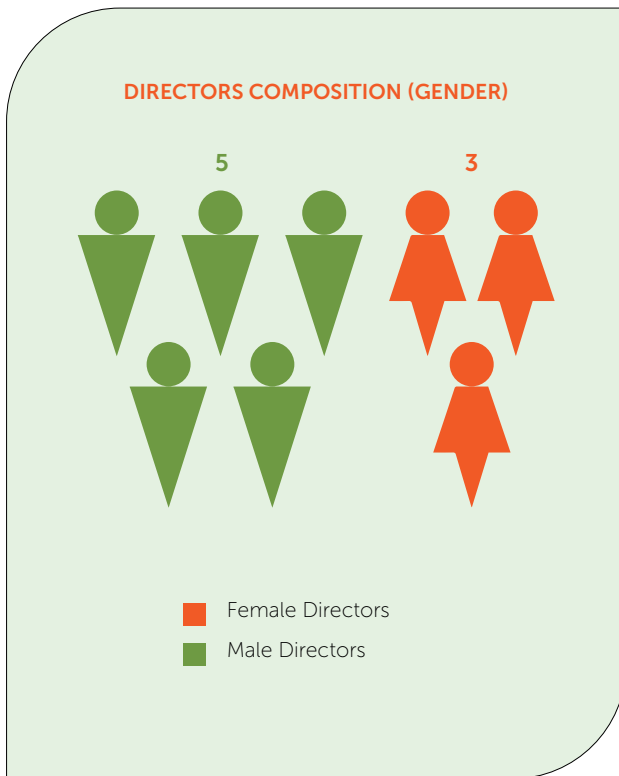 DIRECTORS COMPOSITION (GENDER)
5 3
Female Directors
Male Directors